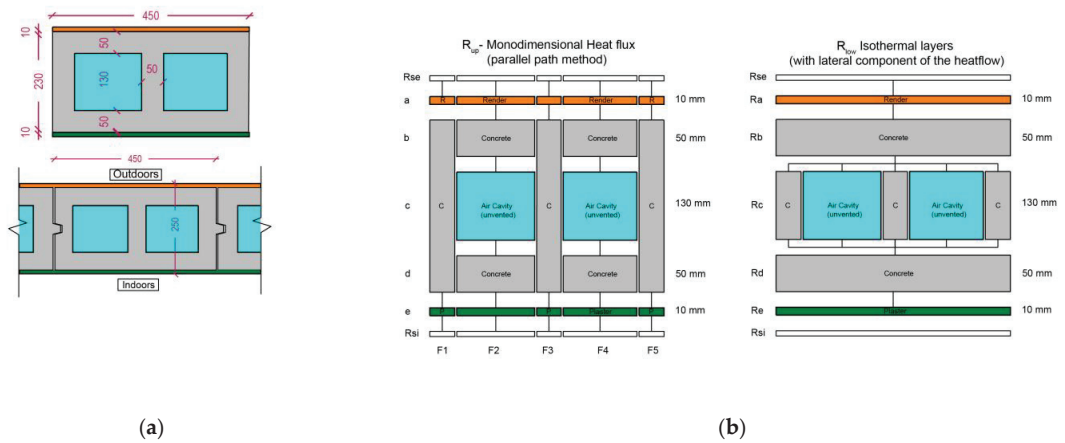 450
10
50
230
130
50
50
10
450
Outdoors
250
Indoors
(a)
R_up- Monodimensional Heat flux
(parallel path method)
Rse
a R Render Render R 10 mm
b Concrete Concrete 50 mm
c C Air Cavity (unvented) C Air Cavity (unvented) C 130 mm
d Concrete Concrete 50 mm
e P P Plaster P 10 mm
Rsi
F1 F2 F3 F4 F5
R_low Isothermal layers
(with lateral component of the heatflow)
Rse
Ra Render 10 mm
Rb Concrete 50 mm
Rc C Air Cavity (unvented) C Air Cavity (unvented) C 130 mm
Rd Concrete 50 mm
Re Plaster 10 mm
Rsi
(b)